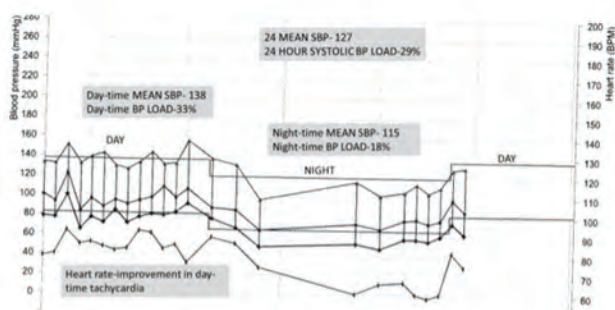 24 MEAN SBP- 127
24 HOUR SYSTOLIC BP LOAD-29%
Day-time MEAN SBP- 138
Day-time BP LOAD-33%
Night-time MEAN SBP- 115
Night-time BP LOAD-18%
DAY
NIGHT
DAY
Heart rate-improvement in day-
time tachycardia
Blood pressure (mmHg)
280
260
240
220
200
180
160
140
120
100
80
60
40
20
0
Heart rate (BPM)
200
190
180
170
160
150
140
130
120
110
100
90
80
70
60